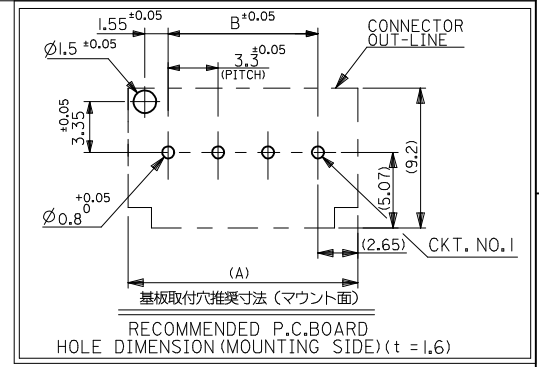 1.55 ±0.05
B±0.05
CONNECTOR
OUT-LINE
Ø1.5 ±0.05
3.3 ±0.05
(PITCH)
3.35 ±0.05
(9.2)
(5.07)
Ø0.8 +0.05 0
(2.65)
CKT. NO.1
(A)
基板取付穴推奨寸法（マウント面）
RECOMMENDED P.C.BOARD
HOLE DIMENSION (MOUNTING SIDE) (t =1.6)